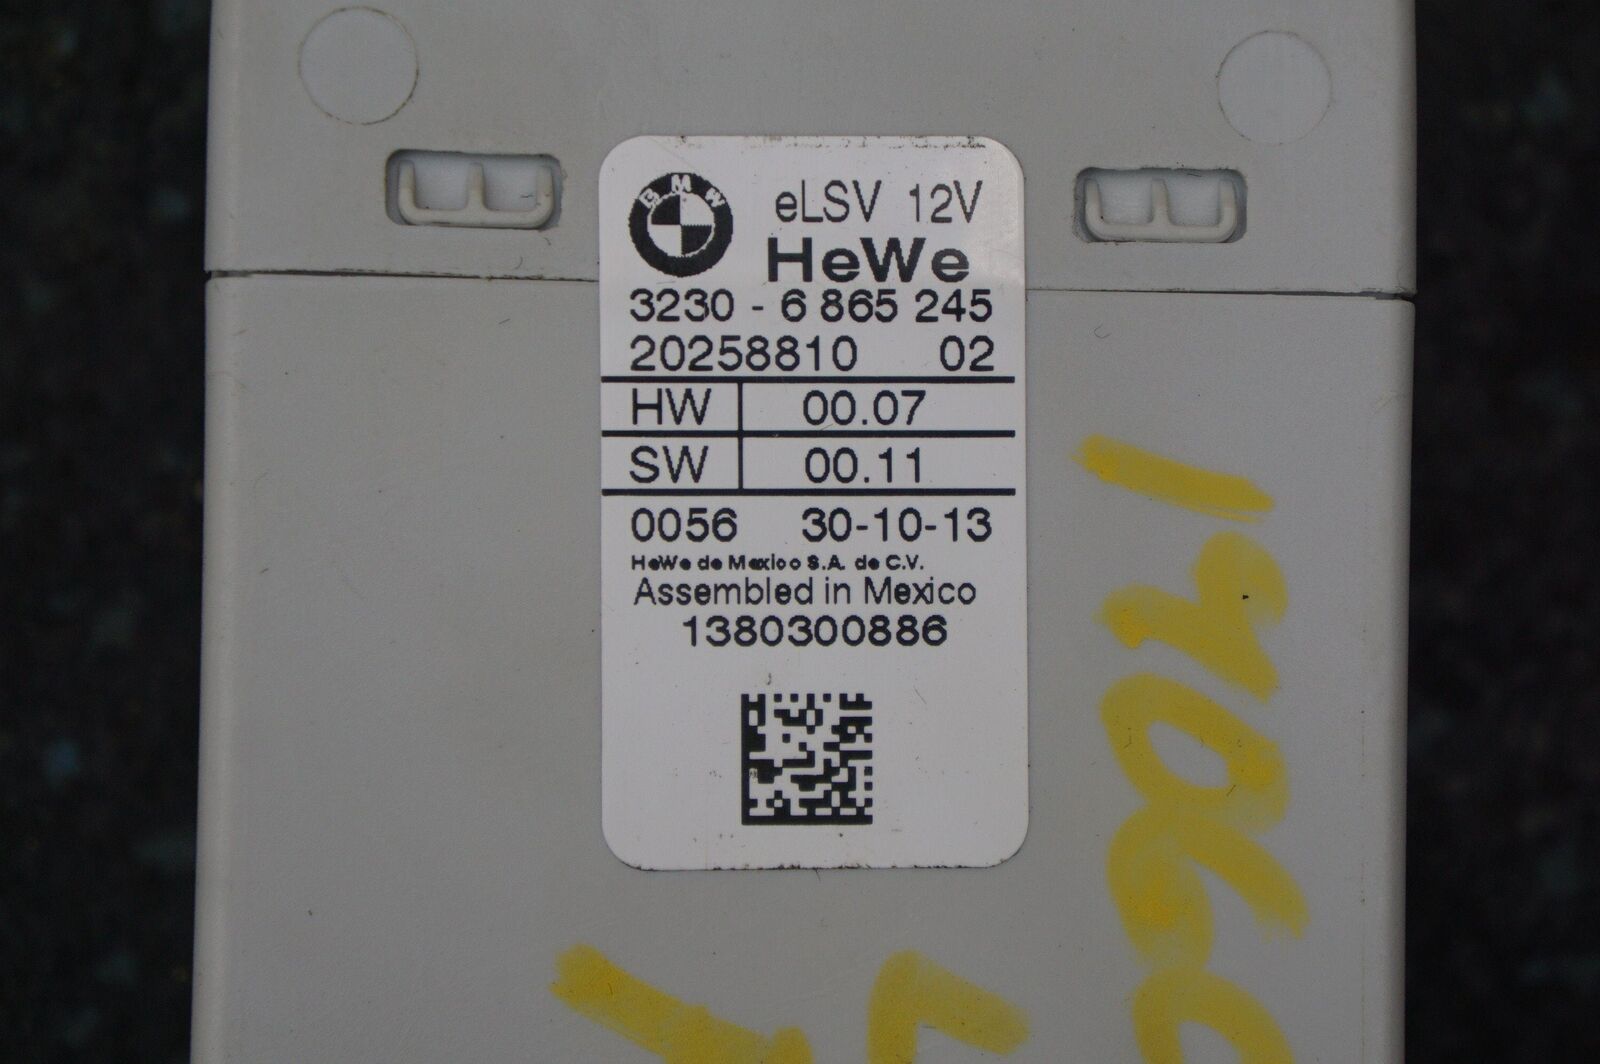 BMW
eLSV 12V
HeWe
3230 - 6 865 245
20258810 02
HW 00.07
SW 00.11
0056 30-10-13
HeWe de Mexico S.A. de C.V.
Assembled in Mexico
1380300886